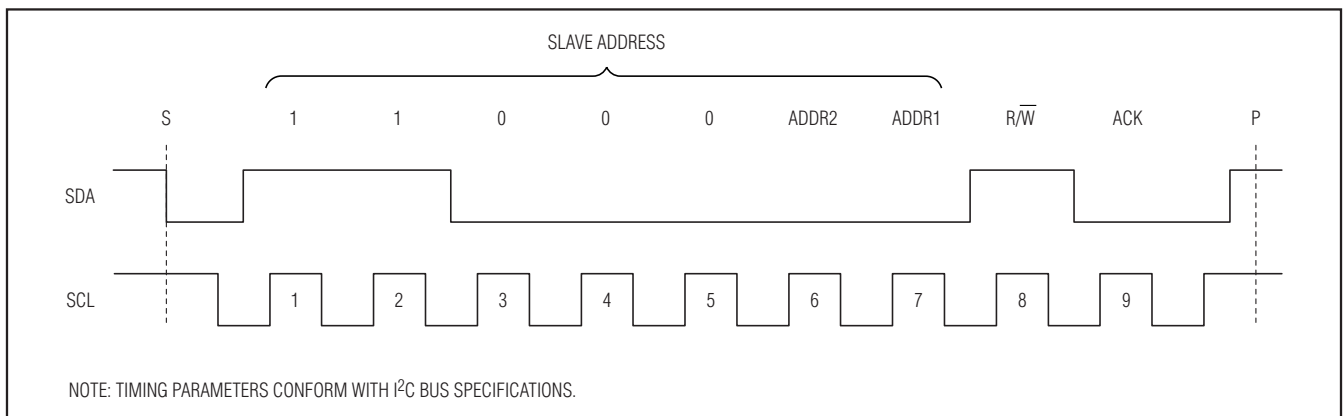 SLAVE ADDRESS
S 1 1 0 0 0 ADDR2 ADDR1 R/W̅ ACK P
SDA
SCL 1 2 3 4 5 6 7 8 9
NOTE: TIMING PARAMETERS CONFORM WITH I²C BUS SPECIFICATIONS.